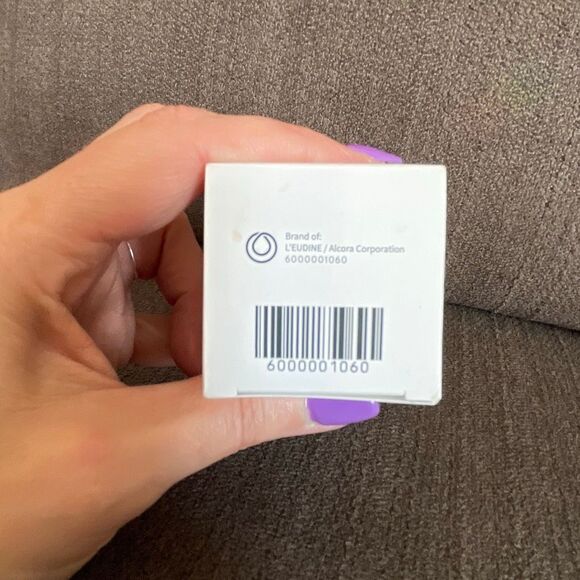 Brand of:
L'EUDINE / Alcora Corporation
6000001060
6000001060